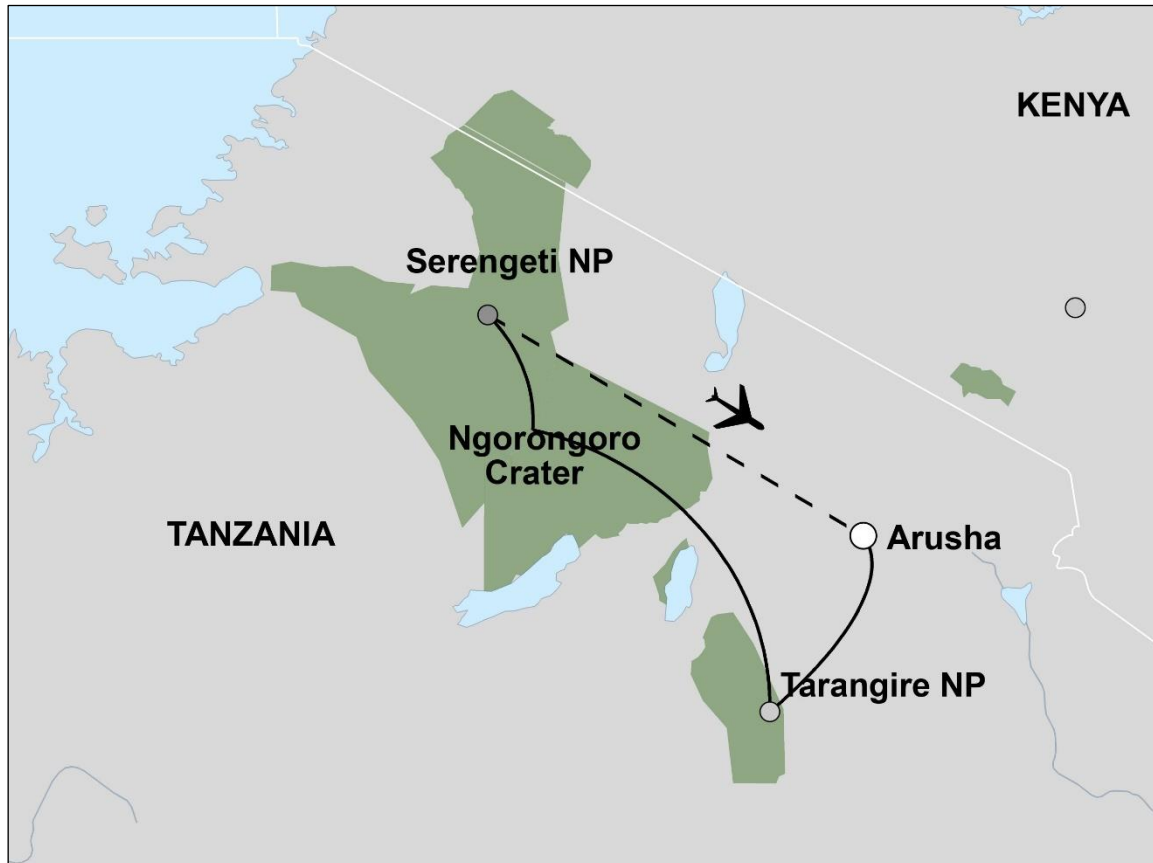 KENYA
Serengeti NP
Ngorongoro
Crater
TANZANIA
Arusha
Tarangire NP